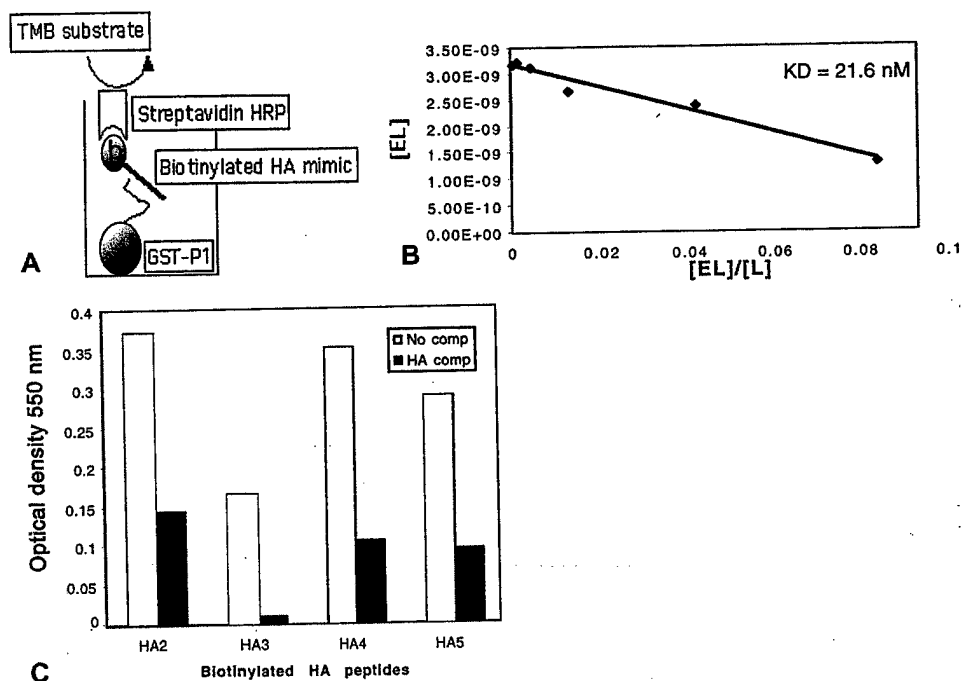 TMB substrate
Streptavidin HRP
b
Biotinylated HA mimic
GST-P1
A
B
3.50E-09
3.00E-09
2.50E-09
2.00E-09
1.50E-09
1.00E-09
5.00E-10
0.00E+00
[EL]
KD = 21.6 nM
0 0.02 0.04 0.06 0.08 0.1
[EL]/[L]
0.4
0.35
0.3
0.25
0.2
0.15
0.1
0.05
0
Optical density 550 nm
No comp
HA comp
HA2 HA3 HA4 HA5
Biotinylated HA peptides
C